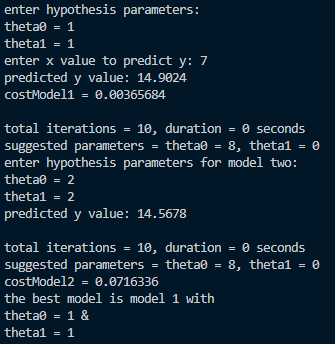 enter hypothesis parameters:
theta0 = 1
theta1 = 1
enter x value to predict y: 7
predicted y value: 14.9024
costModel1 = 0.00365684
total iterations = 10, duration = 0 seconds
suggested parameters = theta0 = 8, theta1 = 0
enter hypothesis parameters for model two:
theta0 = 2
theta1 = 2
predicted y value: 14.5678
total iterations = 10, duration = 0 seconds
suggested parameters = theta0 = 8, theta1 = 0
costModel2 = 0.0716336
the best model is model 1 with
theta0 = 1 &
theta1 = 1